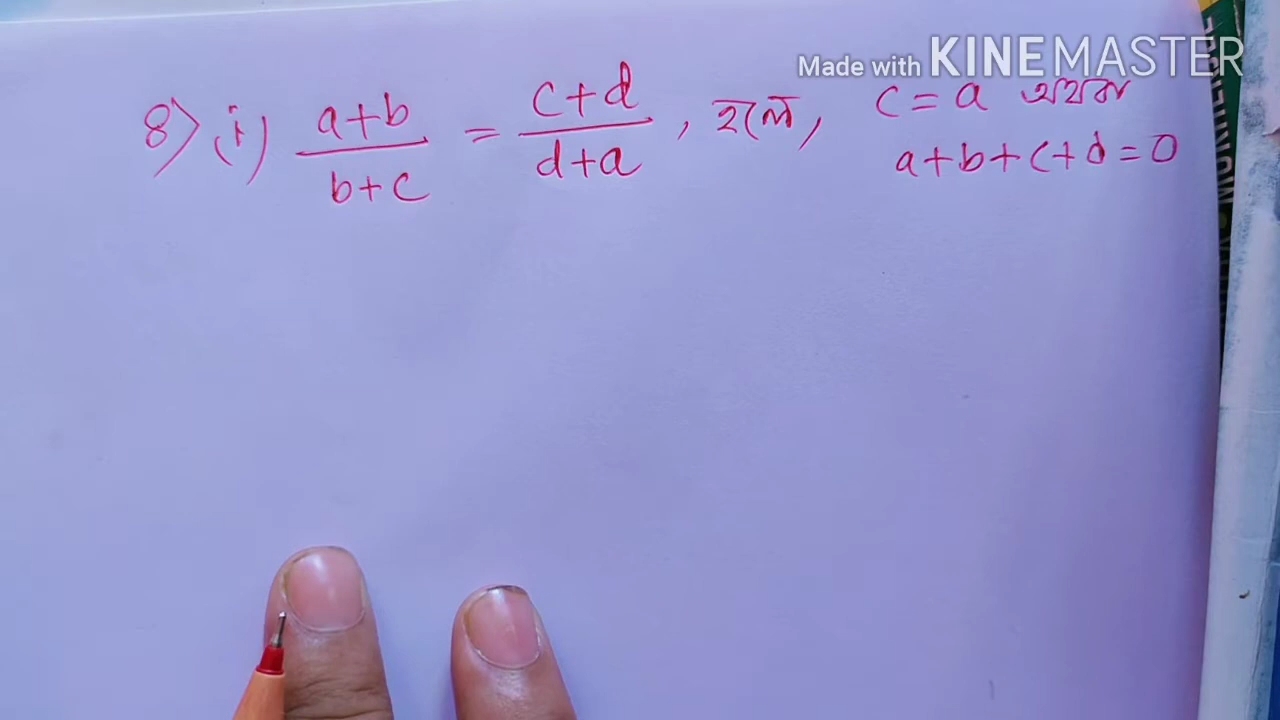 Made with KINEMASTER
8> (i) a+b/b+c = c+d/d+a, হলে, c = a অথবা
a+b+c+d=0